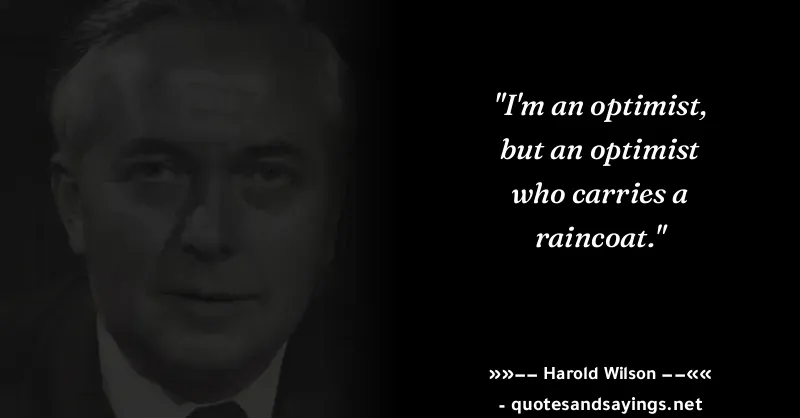 "I'm an optimist,
but an optimist
who carries a
raincoat."
»»–– Harold Wilson ––««
- quotesandsayings.net